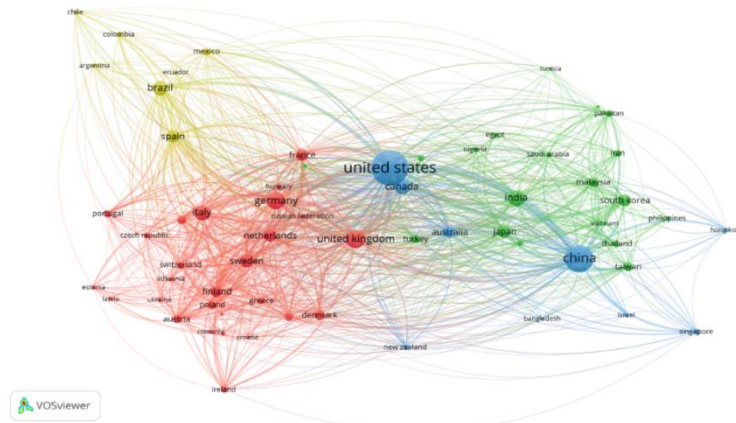 chile
colombia
mexico
argentina
ecuador
brazil
spain
tunisia
pakistan
egypt
nigeria
saudi arabia
iran
france
united states
canada
malaysia
hungary
germany
india
south korea
portugal
italy
russian federation
philippines
vietnam
czech republic
netherlands
united kingdom
turkey
australia
japan
thailand
hong kong
sweden
china
taiwan
switzerland
lithuania
estonia
latvia
ukraine
finland
poland
greece
austria
denmark
romania
croatia
bangladesh
israel
singapore
new zealand
ireland
VOSviewer